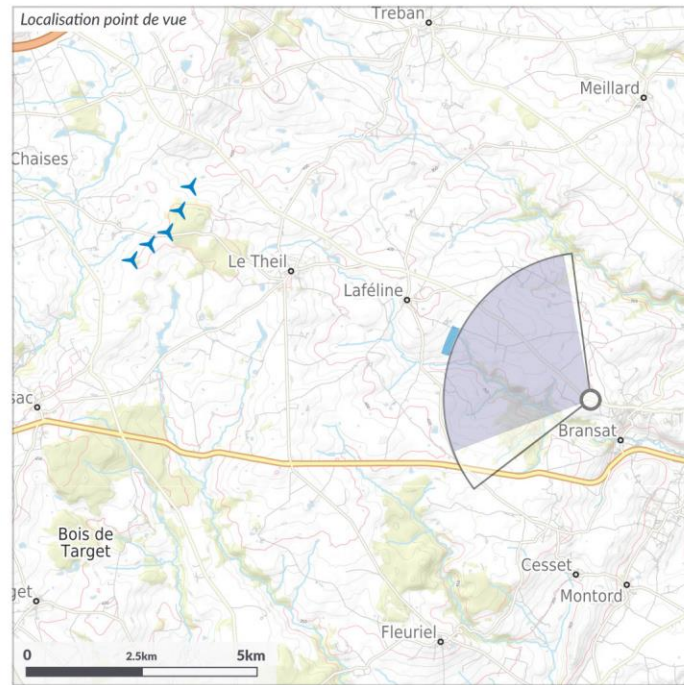 Localisation point de vue
Treban
Meillard
Chaises
Le Theil
Laféline
sac
Bransat
Bois de
Target
Cesset
Montord
get
Fleuriel
0
2.5km
5km